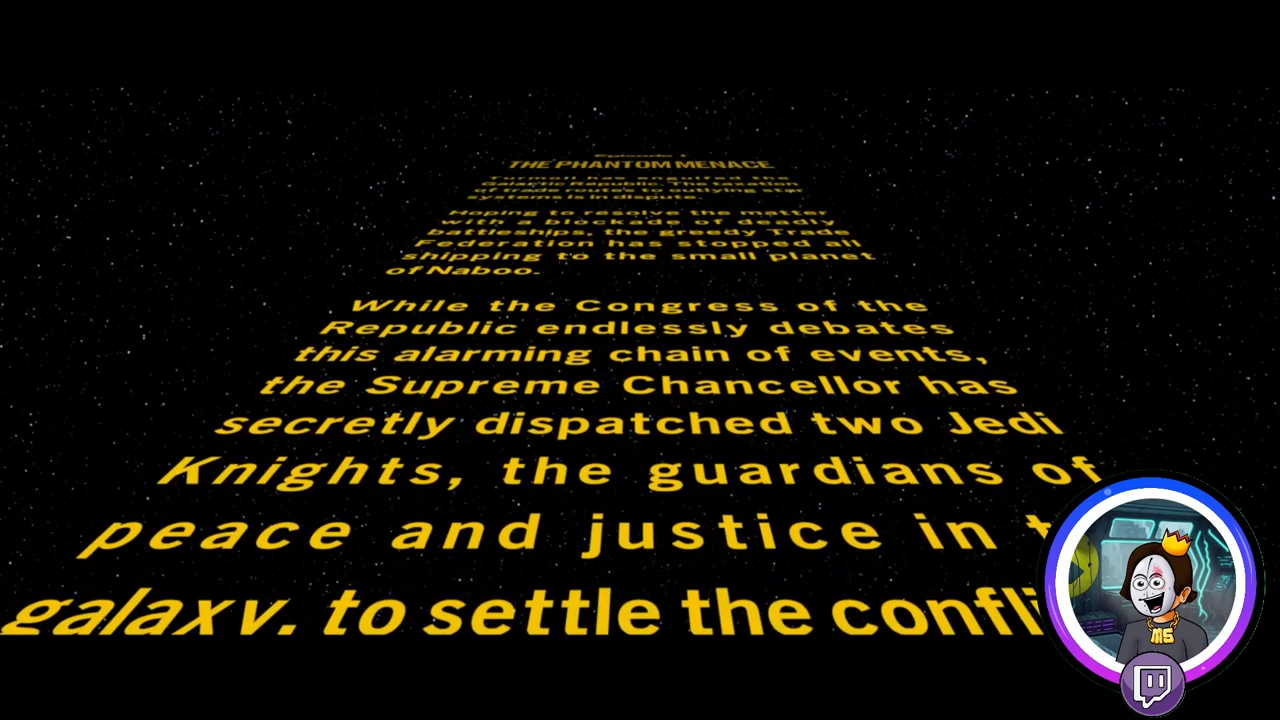 Episode I
THE PHANTOM MENACE
Turmoil has engulfed the
Galactic Republic. The taxation
of trade routes to outlying star
systems is in dispute.
Hoping to resolve the matter
with a blockade of deadly
battleships, the greedy Trade
Federation has stopped all
shipping to the small planet
of Naboo.
While the Congress of the
Republic endlessly debates
this alarming chain of events,
the Supreme Chancellor has
secretly dispatched two Jedi
Knights, the guardians of
peace and justice in t
galaxy, to settle the confli
MS